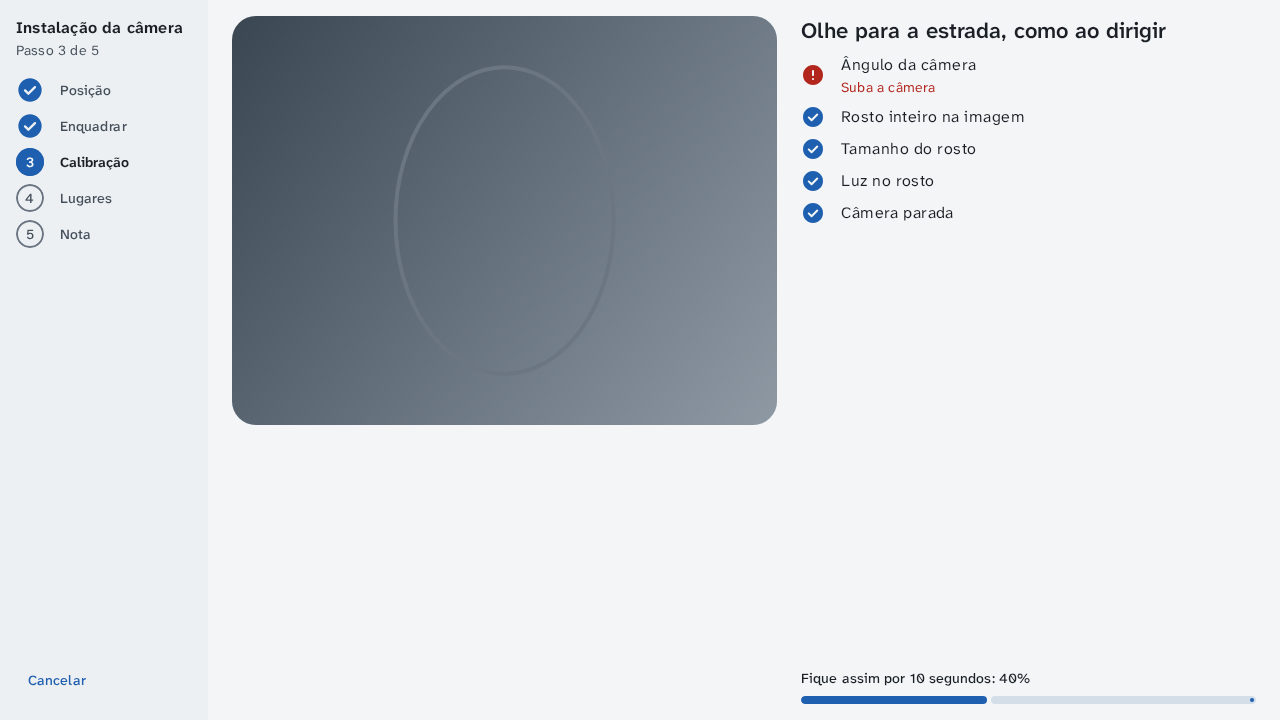 Instalação da câmera
Passo 3 de 5
Posição
Enquadrar
3 Calibração
4 Lugares
5 Nota
Cancelar
Olhe para a estrada, como ao dirigir
Ângulo da câmera
Suba a câmera
Rosto inteiro na imagem
Tamanho do rosto
Luz no rosto
Câmera parada
Fique assim por 10 segundos: 40%